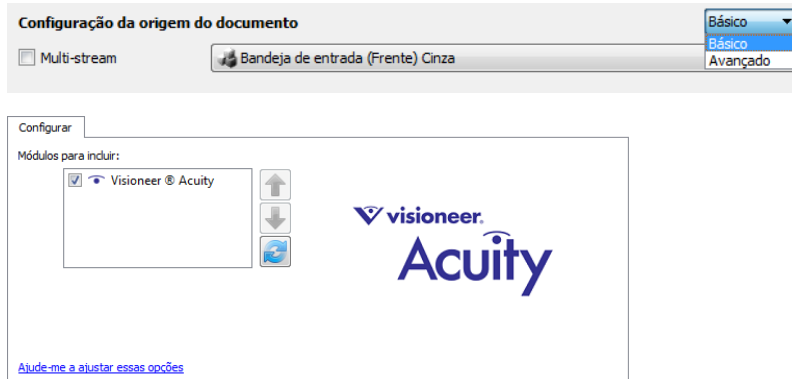 Configuração da origem do documento
Básico
Básico
Avançado
Multi-stream
Bandeja de entrada (Frente) Cinza
Configurar
Módulos para incluir:
Visioneer ® Acuity
visioneer.
Acuity
Ajude-me a ajustar essas opções